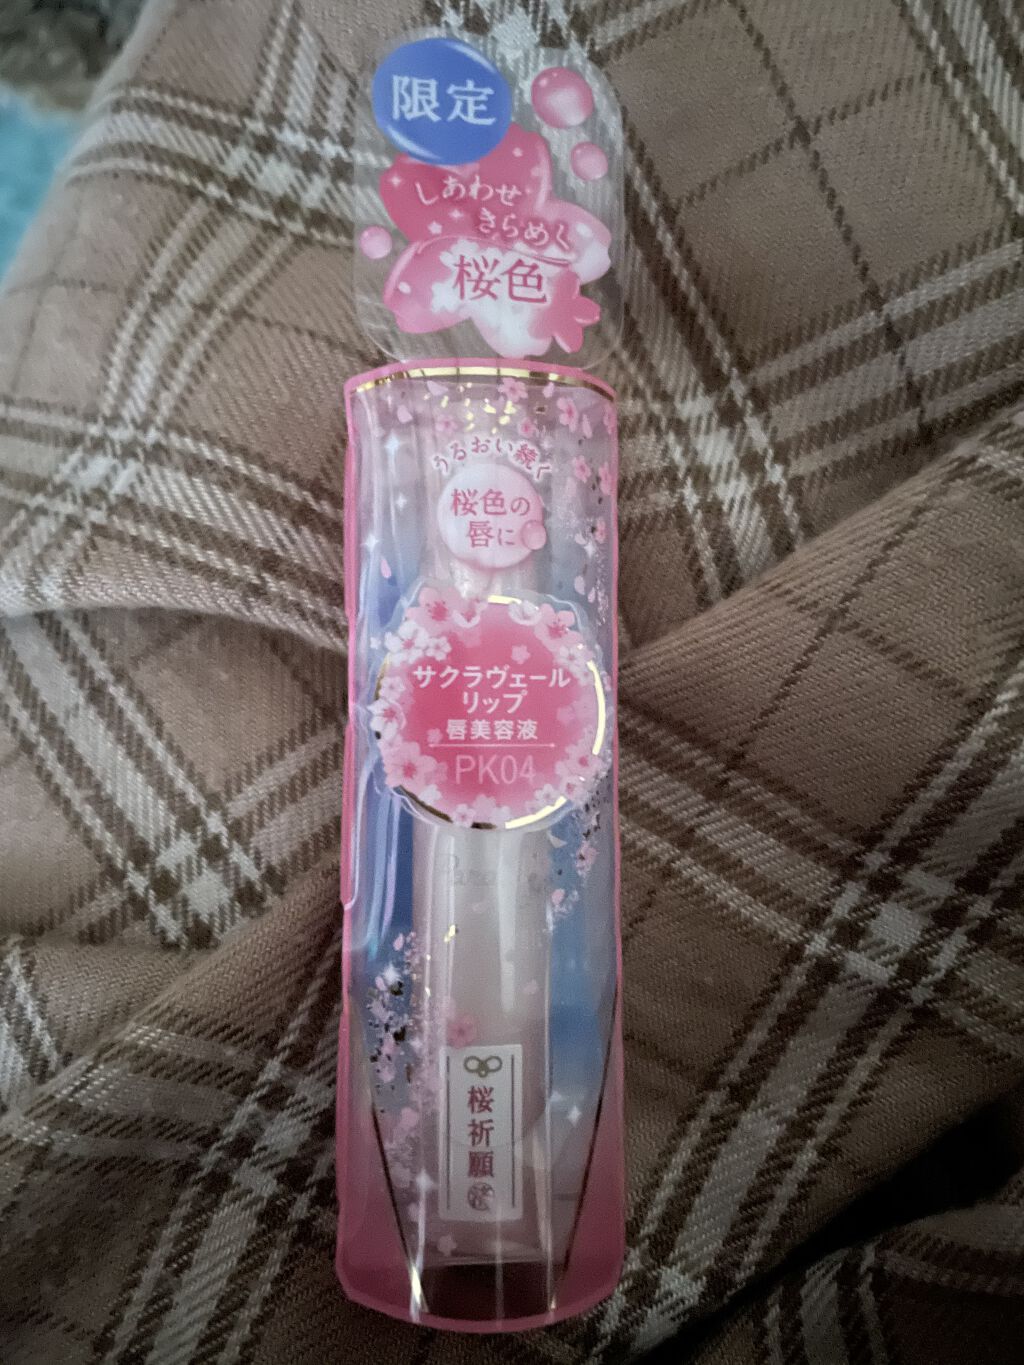 限定
しあわせ
きらめく
桜色
うるおい続く
桜色の
唇に
サクラヴェール
リップ
唇美容液
PK04
桜祈願